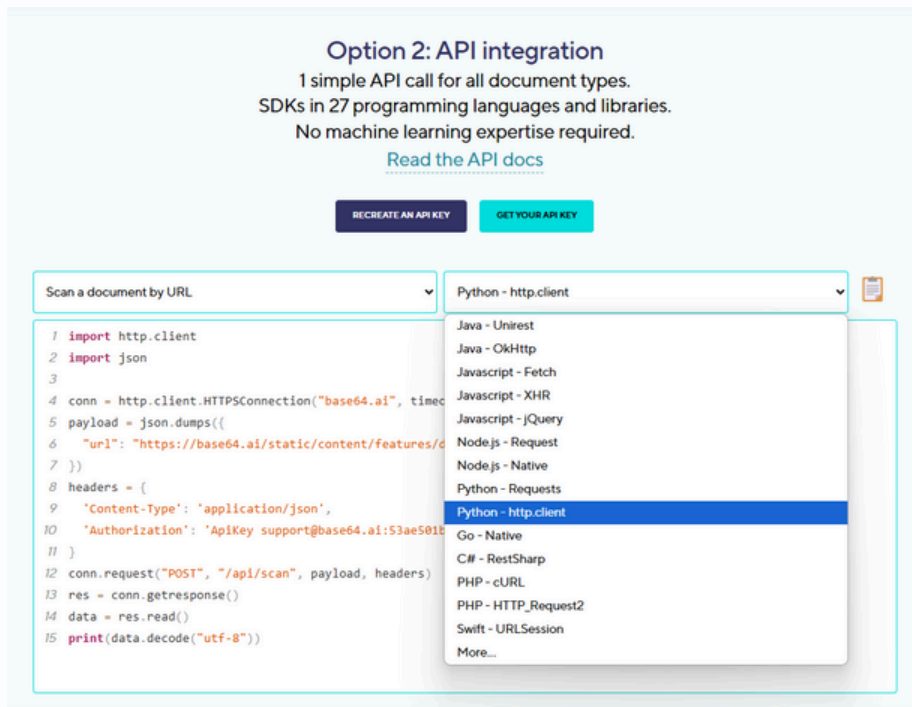 Option 2: API integration
1 simple API call for all document types.
SDKs in 27 programming languages and libraries.
No machine learning expertise required.
Read the API docs
RECREATE AN API KEY
GET YOUR API KEY
Scan a document by URL
Python - http.client
1 import http.client
2 import json
3
4 conn = http.client.HTTPSConnection("base64.ai", timeo
5 payload = json.dumps({
6 "url": "https://base64.ai/static/content/features/d
7 })
8 headers = {
9 'Content-Type': 'application/json',
10 'Authorization': 'ApiKey support@base64.ai:53ae501b
11 }
12 conn.request("POST", "/api/scan", payload, headers)
13 res = conn.getresponse()
14 data = res.read()
15 print(data.decode("utf-8"))
Java - Unirest
Java - OkHttp
Javascript - Fetch
Javascript - XHR
Javascript - jQuery
Node.js - Request
Node.js - Native
Python - Requests
Python - http.client
Go - Native
C# - RestSharp
PHP - cURL
PHP - HTTP_Request2
Swift - URLSession
More...